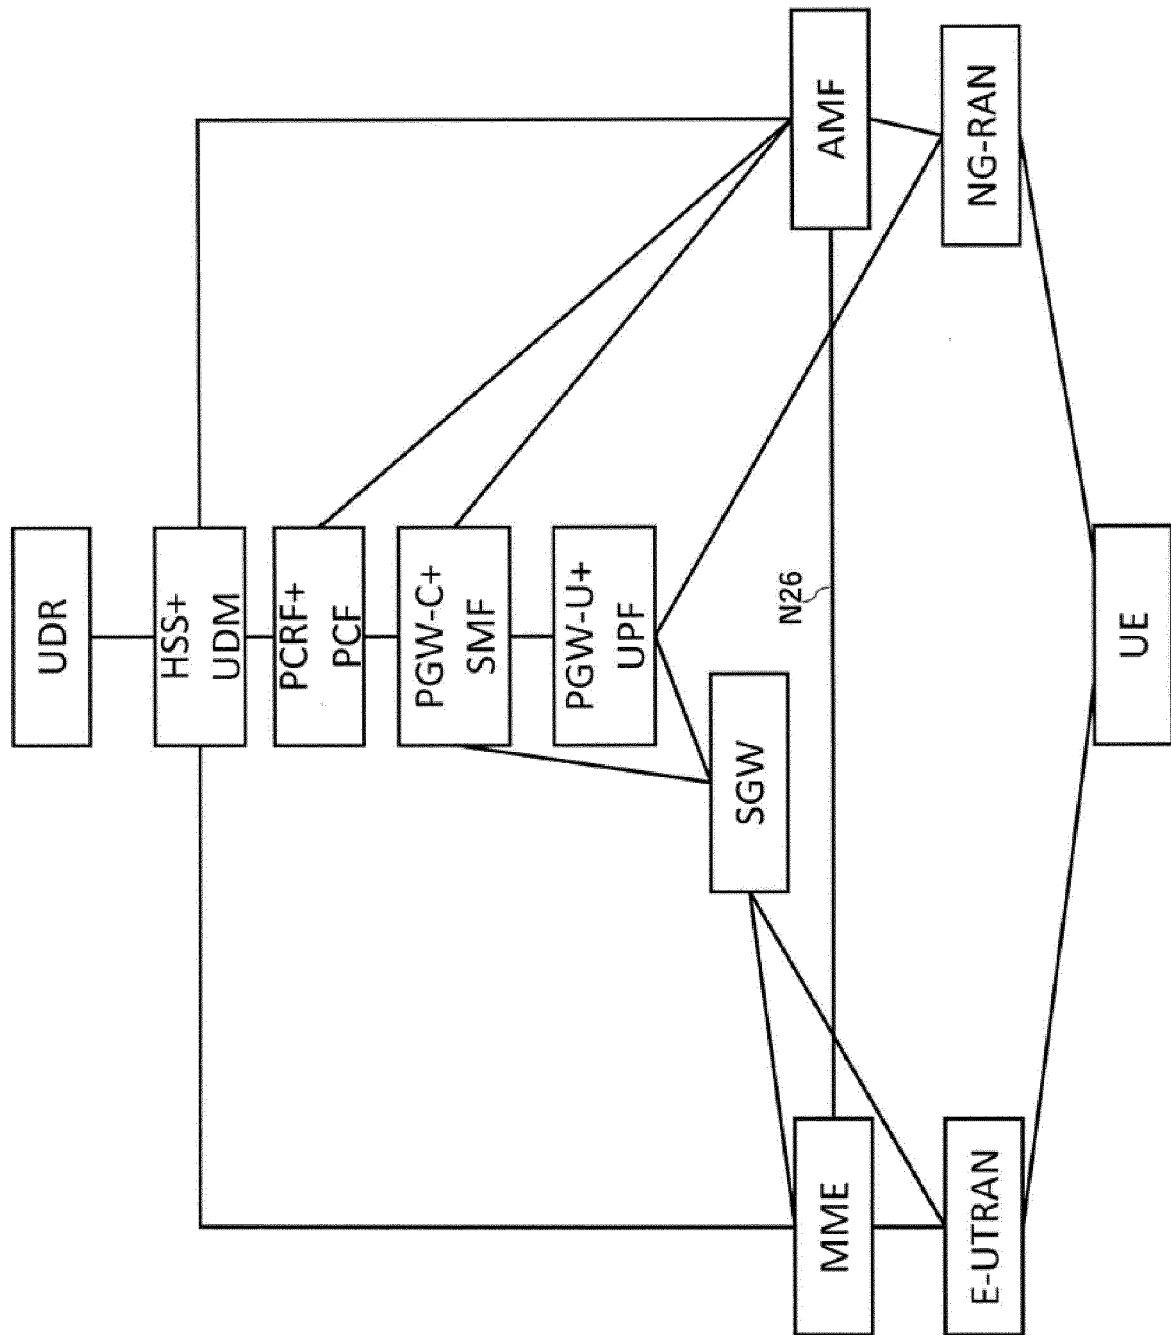 UDR
HSS+
UDM
PCRF+
PCF
PGW-C+
SMF
PGW-U+
UPF
SGW
N26
MME
AMF
E-UTRAN
NG-RAN
UE